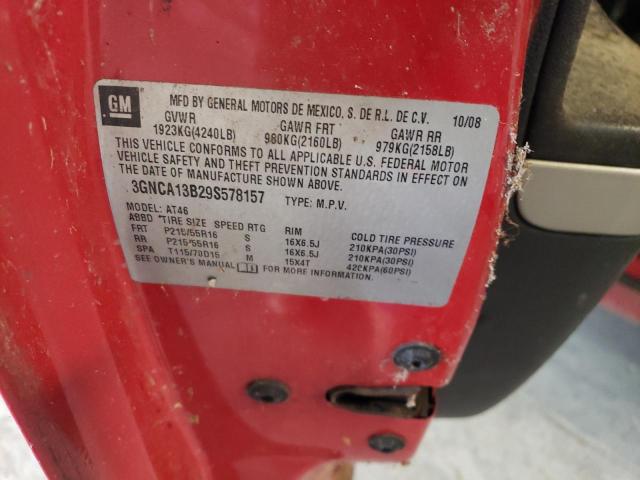 GM
MFD BY GENERAL MOTORS DE MEXICO, S. DE R.L. DE C.V. 10/08
GVWR GAWR FRT GAWR RR
1923KG(4240LB) 980KG(2160LB) 979KG(2158LB)
THIS VEHICLE CONFORMS TO ALL APPLICABLE U.S. FEDERAL MOTOR
VEHICLE SAFETY AND THEFT PREVENTION STANDARDS IN EFFECT ON
THE DATE OF MANUFACTURE SHOWN ABOVE.
3GNCA13B29S578157 TYPE: M.P.V.
MODEL: AT46
ABBD TIRE SIZE SPEED RTG RIM COLD TIRE PRESSURE
FRT P215/55R16 S 16X6.5J 210KPA(30PSI)
RR P215/55R16 S 16X6.5J 210KPA(30PSI)
SPA T115/70D15 M 15X4T 420KPA(60PSI)
SEE OWNER'S MANUAL FOR MORE INFORMATION.